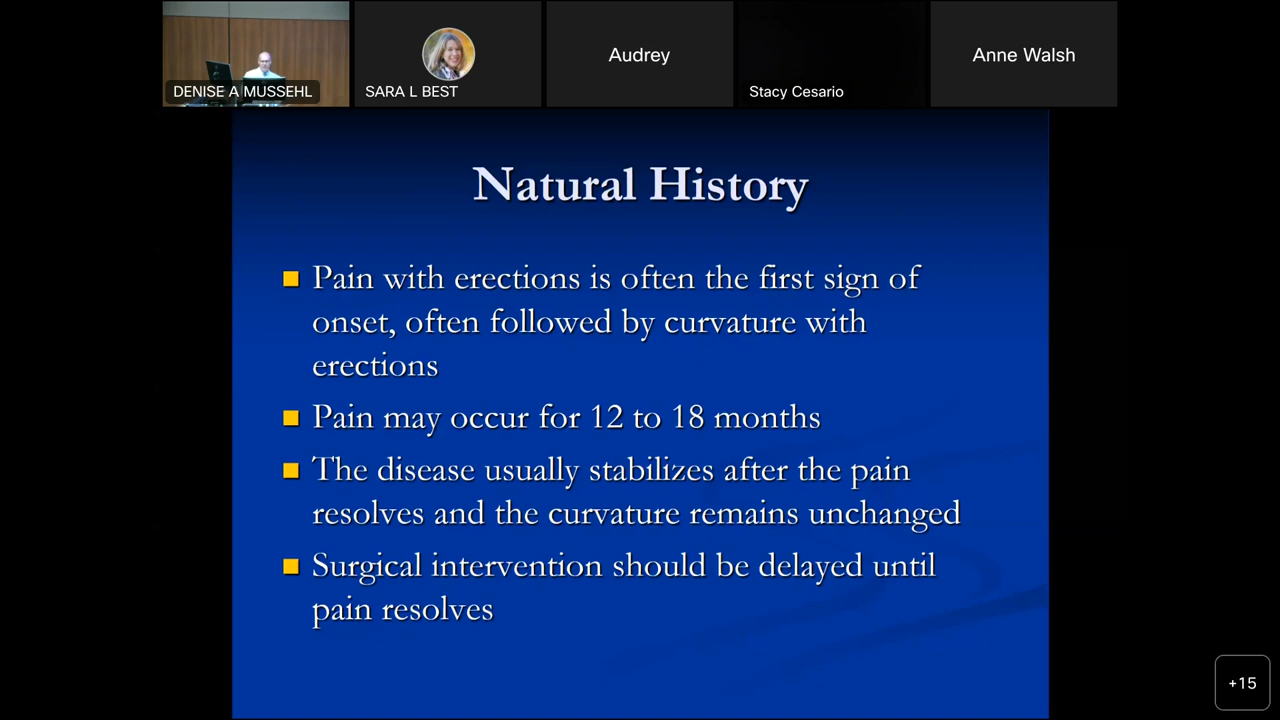 DENISE A MUSSEHL
SARA L BEST
Audrey
Stacy Cesario
Anne Walsh
Natural History
Pain with erections is often the first sign of
onset, often followed by curvature with
erections
Pain may occur for 12 to 18 months
The disease usually stabilizes after the pain
resolves and the curvature remains unchanged
Surgical intervention should be delayed until
pain resolves
+15